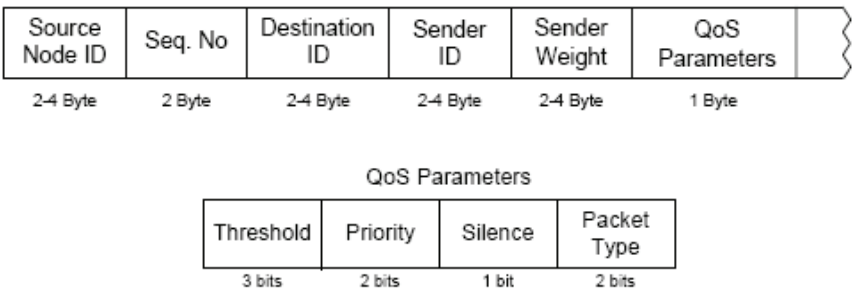 Source Node ID Seq. No Destination ID Sender ID Sender Weight QoS Parameters
2-4 Byte 2 Byte 2-4 Byte 2-4 Byte 2-4 Byte 1 Byte
QoS Parameters
Threshold Priority Silence Packet Type
3 bits 2 bits 1 bit 2 bits